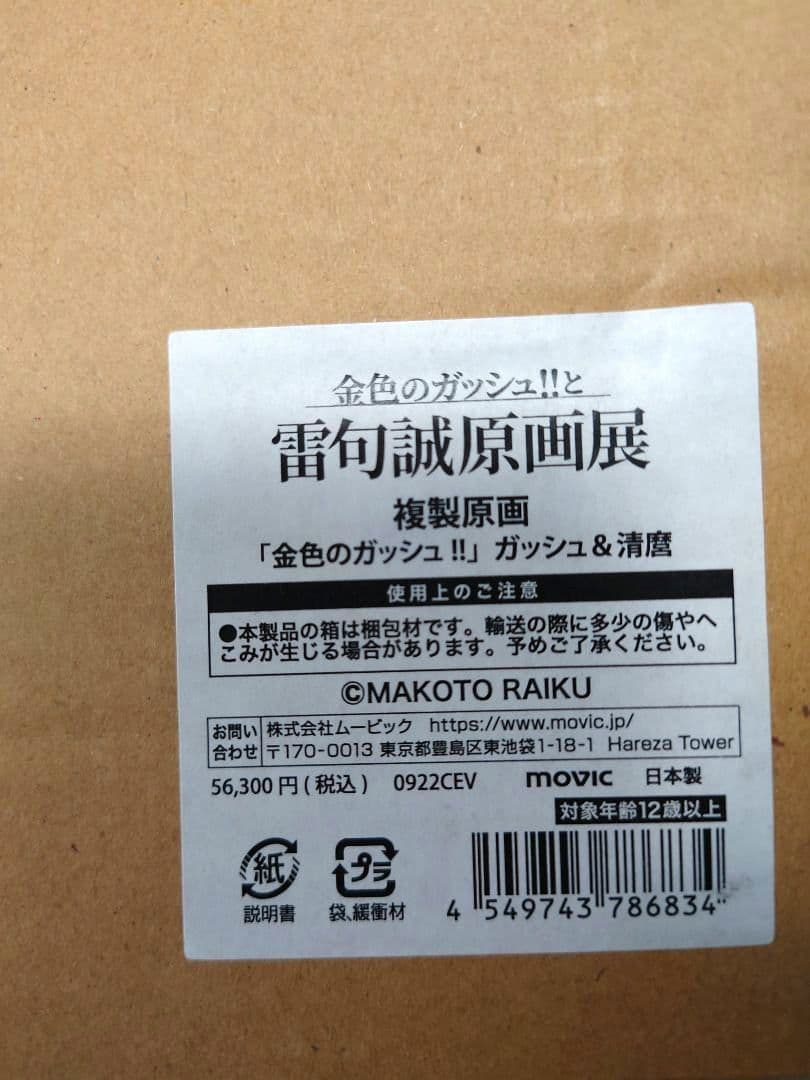 金色のガッシュ!!と
雷句誠原画展
複製原画
「金色のガッシュ!!」ガッシュ&清麿
使用上のご注意
●本製品の箱は梱包材です。輸送の際に多少の傷やへ
こみが生じる場合があります。予めご了承ください。
©MAKOTO RAIKU
お問い合わせ 株式会社ムービック https://www.movic.jp/
〒170-0013 東京都豊島区東池袋1-18-1 Hareza Tower
56,300円(税込) 0922CEV movic 日本製
対象年齢12歳以上
紙 プラ
説明書 袋、緩衝材
4 549743 786834